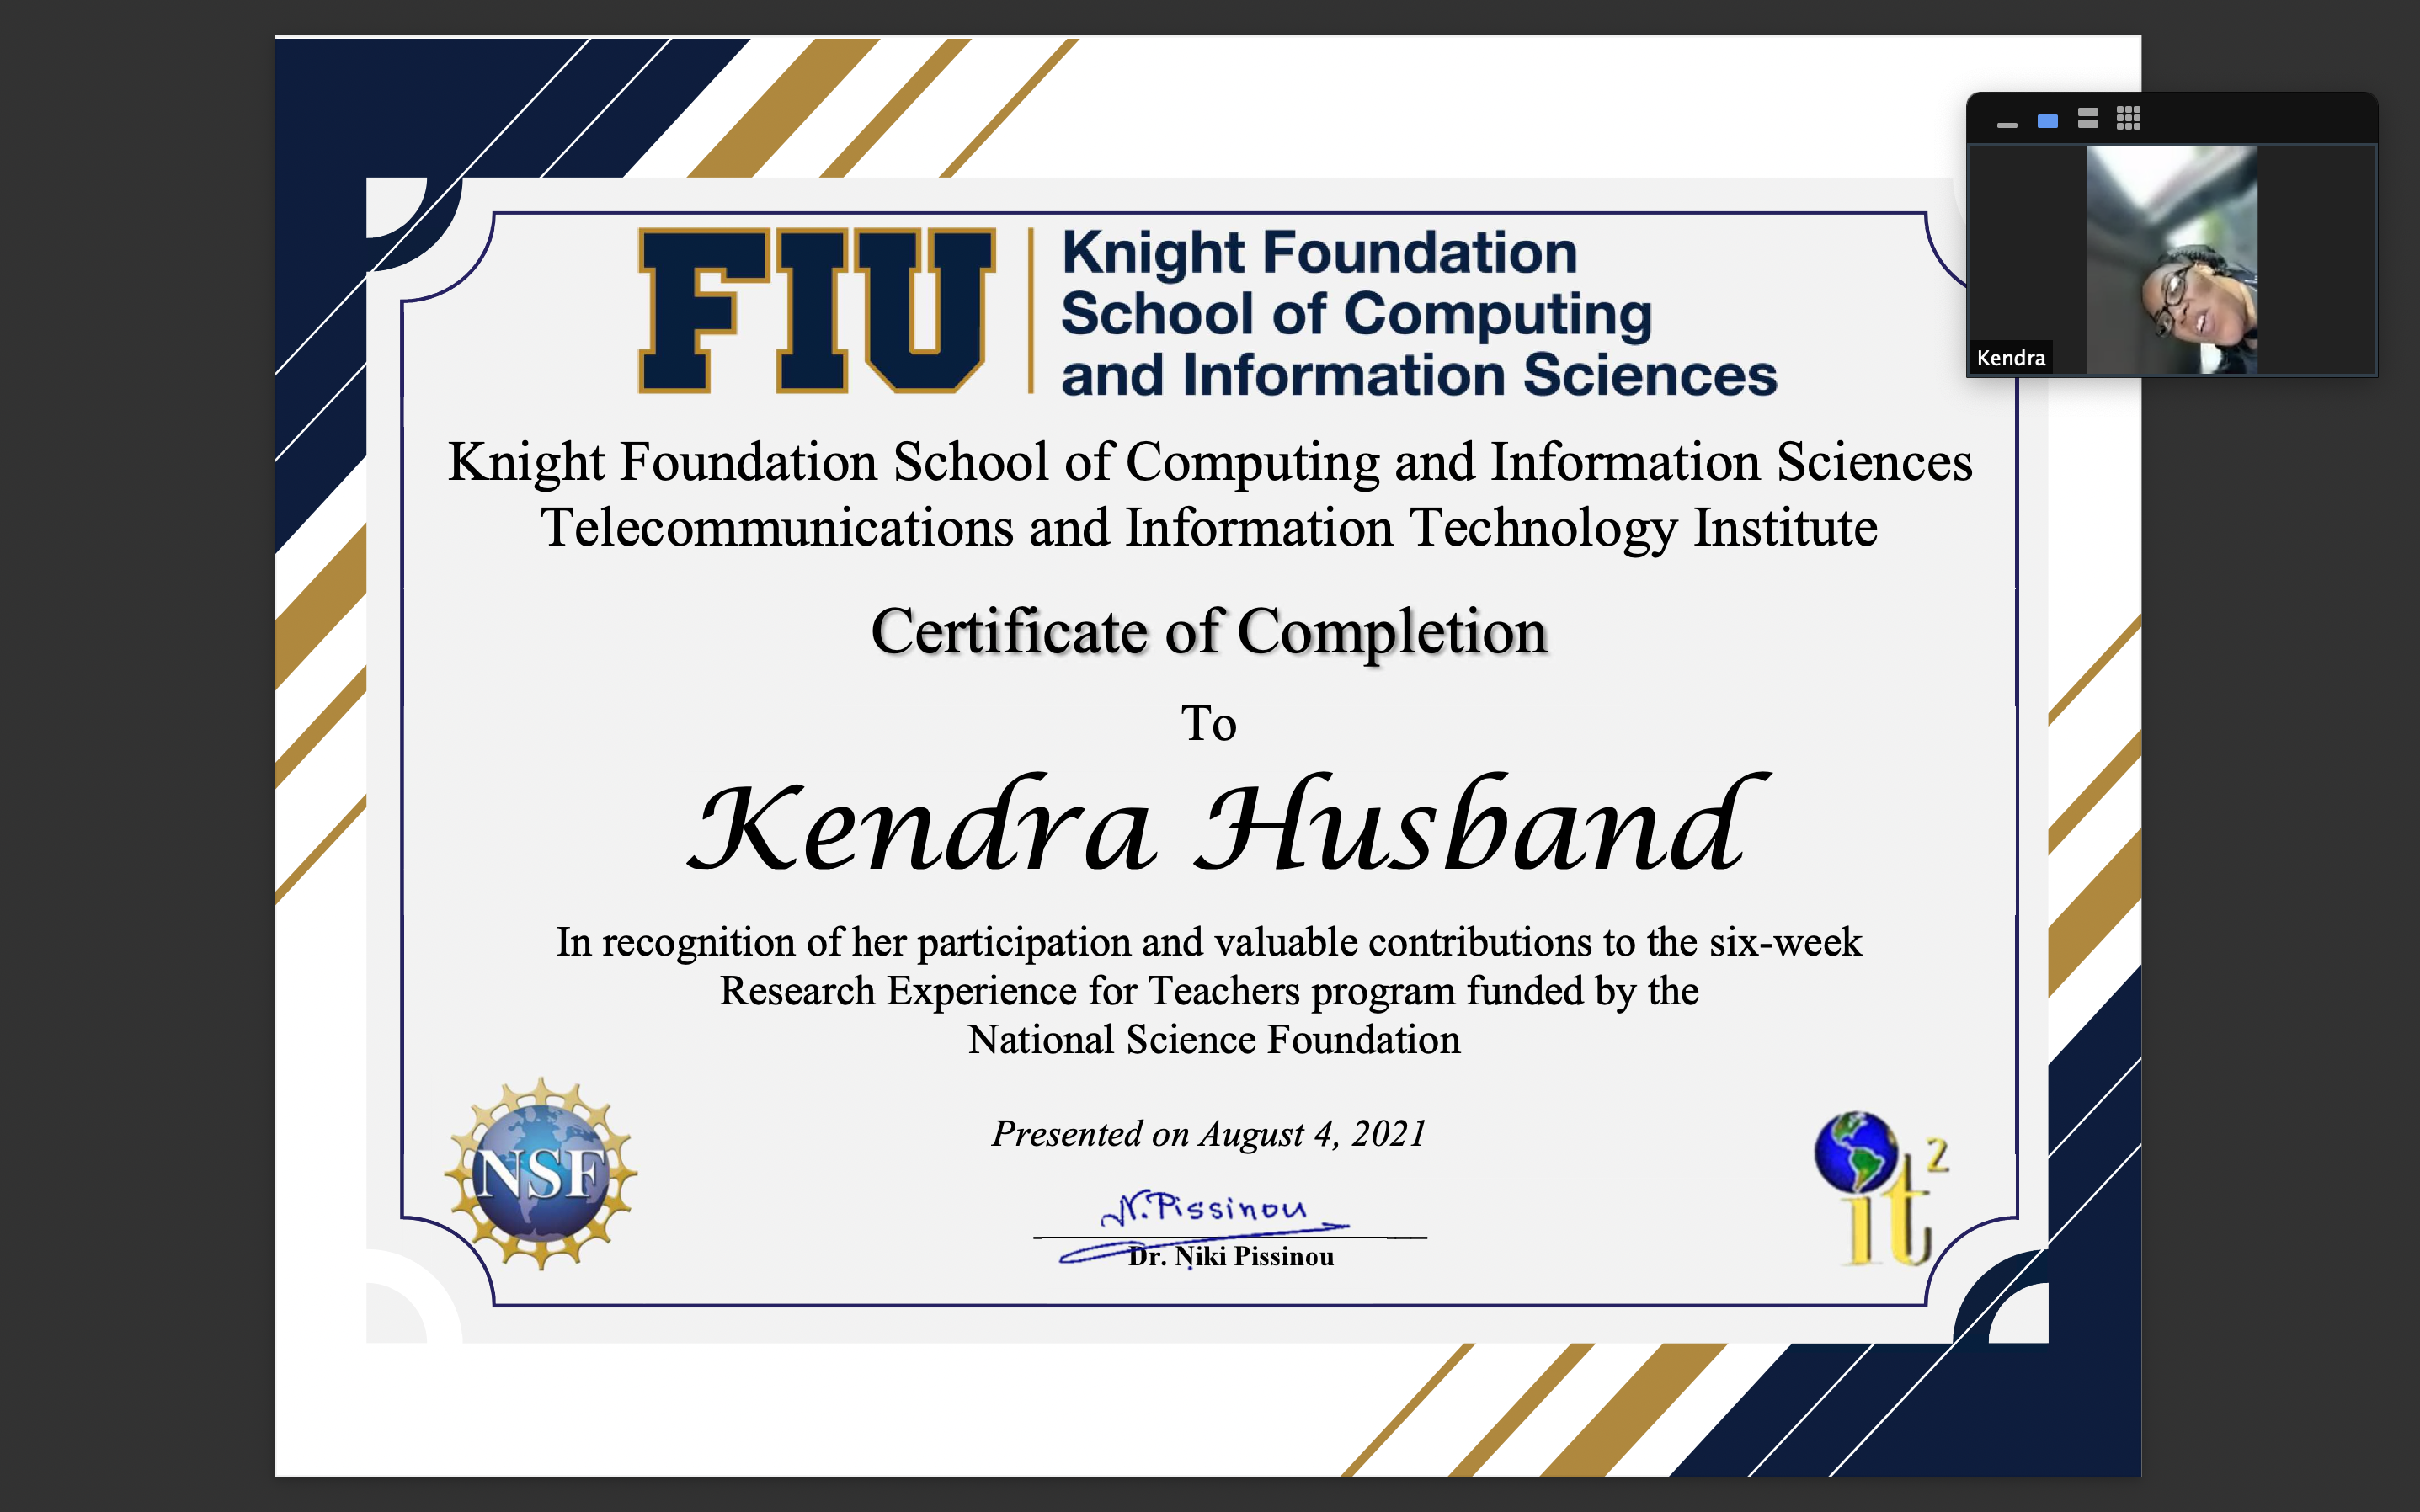 FIU
Knight Foundation
School of Computing
and Information Sciences
Kendra
Knight Foundation School of Computing and Information Sciences
Telecommunications and Information Technology Institute
Certificate of Completion
To
Kendra Husband
In recognition of her participation and valuable contributions to the six-week
Research Experience for Teachers program funded by the
National Science Foundation
NSF
Presented on August 4, 2021
it²
N. Pissinou
Dr. Niki Pissinou